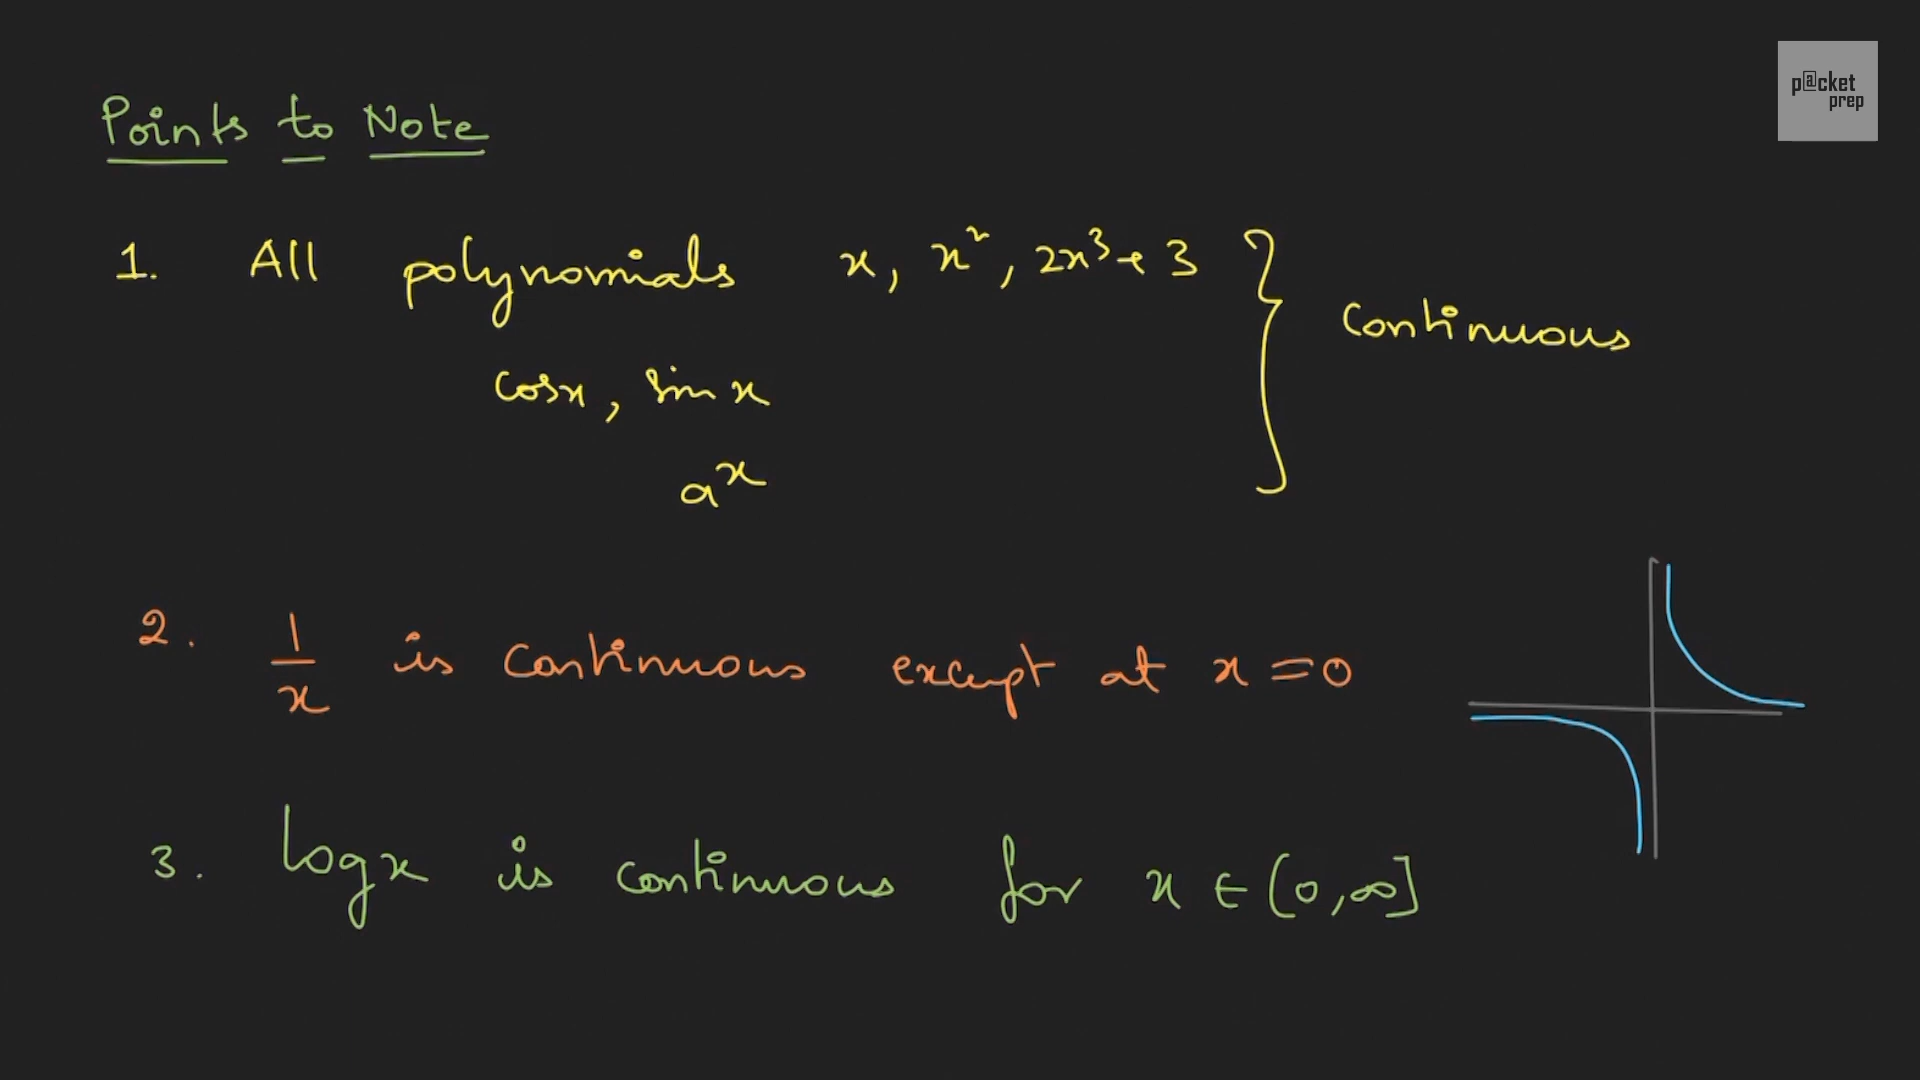 p@cket
prep
Points to Note
1. All polynomials x, x², 2x³+3 } Continuous
cosx, sin x
aˣ
2. 1/x is continuous except at x=0
3. logx is continuous for x ∈ (0,∞]